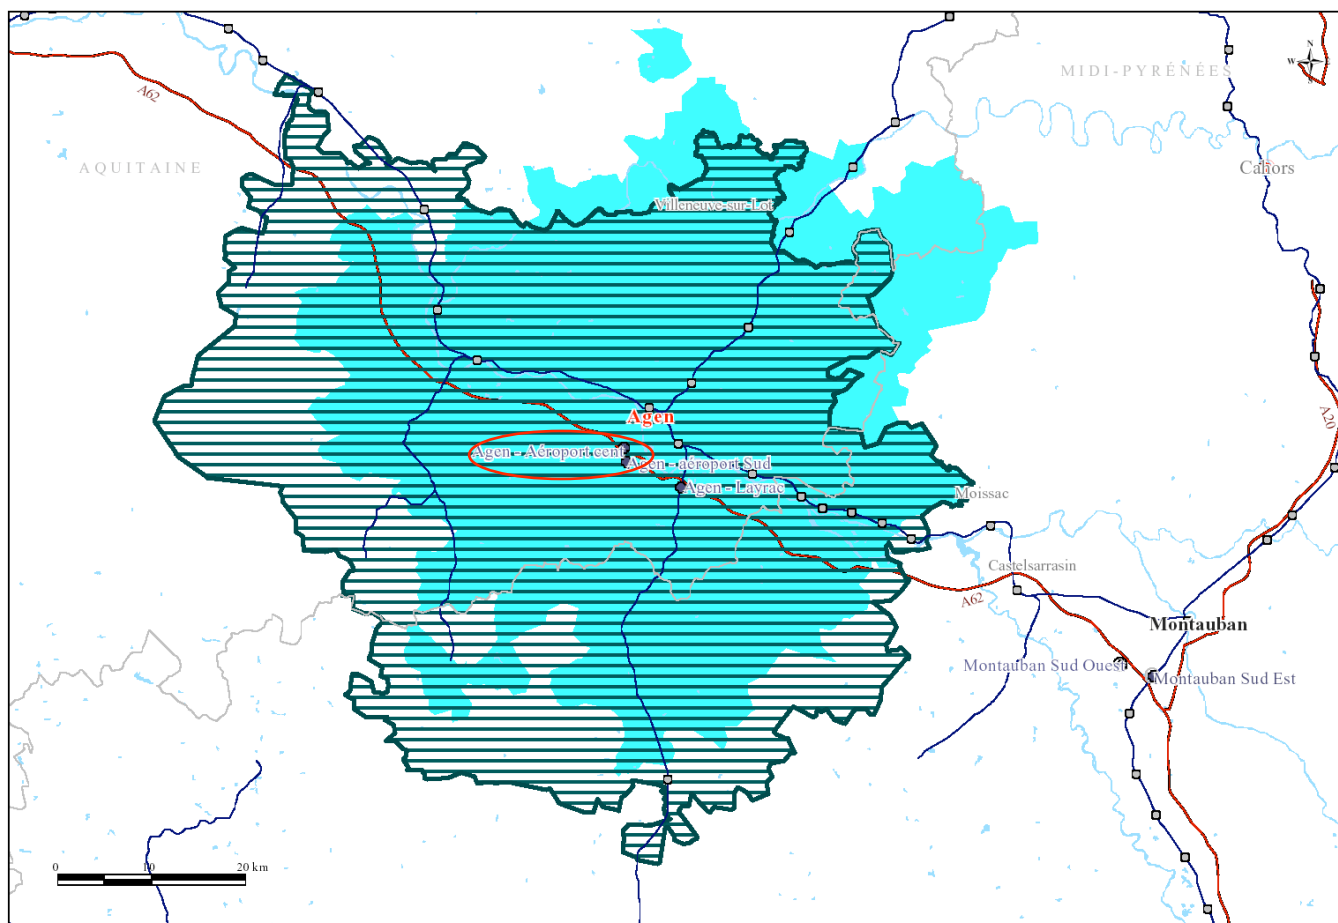 N
W
E
S
MIDI-PYRÉNÉES
A62
AQUITAINE
Cahors
Villeneuve-sur-Lot
Agen
A20
Agen - Aéroport cent
Agen - aéroport Sud
Agen - Layrac
Moissac
Castelsarrasin
A62
Montauban
Montauban Sud Ouest
Montauban Sud Est
0 10 20 km